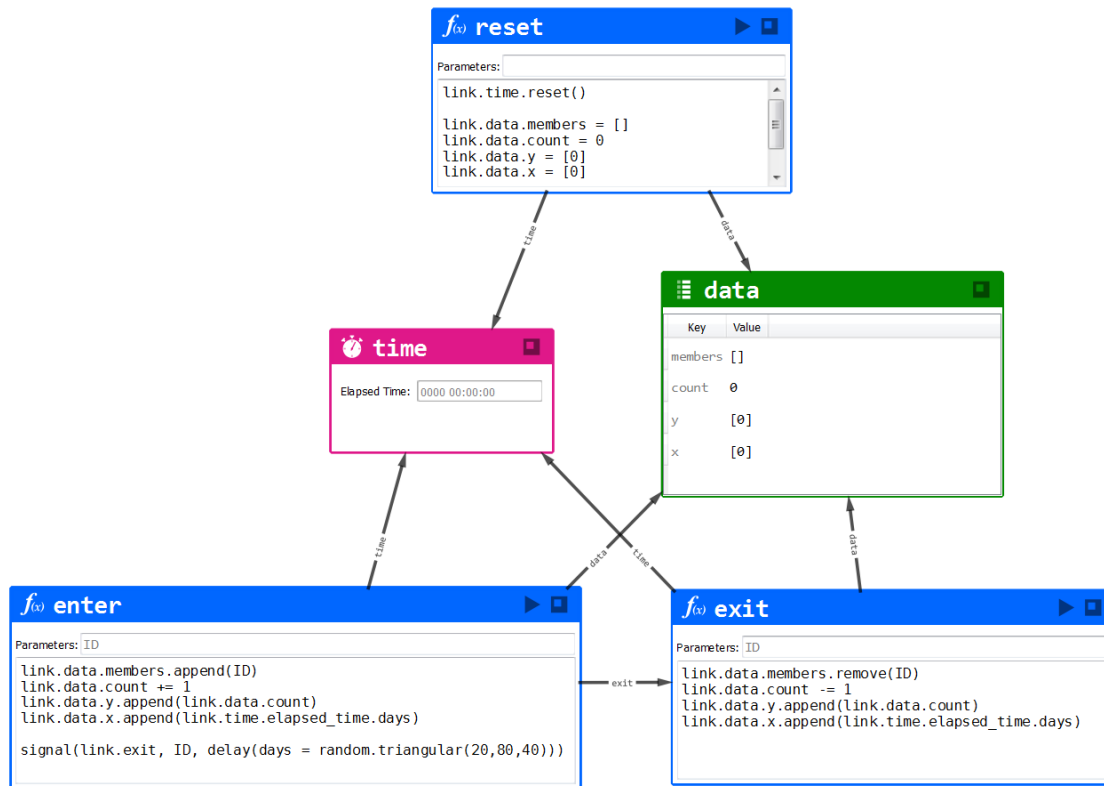 f(x) reset
Parameters:
link.time.reset()
link.data.members = []
link.data.count = 0
link.data.y = [0]
link.data.x = [0]
time
data
data
Key Value
members []
count 0
y [0]
x [0]
time
Elapsed Time: 0000 00:00:00
time
data
time
data
f(x) enter
Parameters: ID
link.data.members.append(ID)
link.data.count += 1
link.data.y.append(link.data.count)
link.data.x.append(link.time.elapsed_time.days)
signal(link.exit, ID, delay(days = random.triangular(20,80,40)))
exit
f(x) exit
Parameters: ID
link.data.members.remove(ID)
link.data.count -= 1
link.data.y.append(link.data.count)
link.data.x.append(link.time.elapsed_time.days)